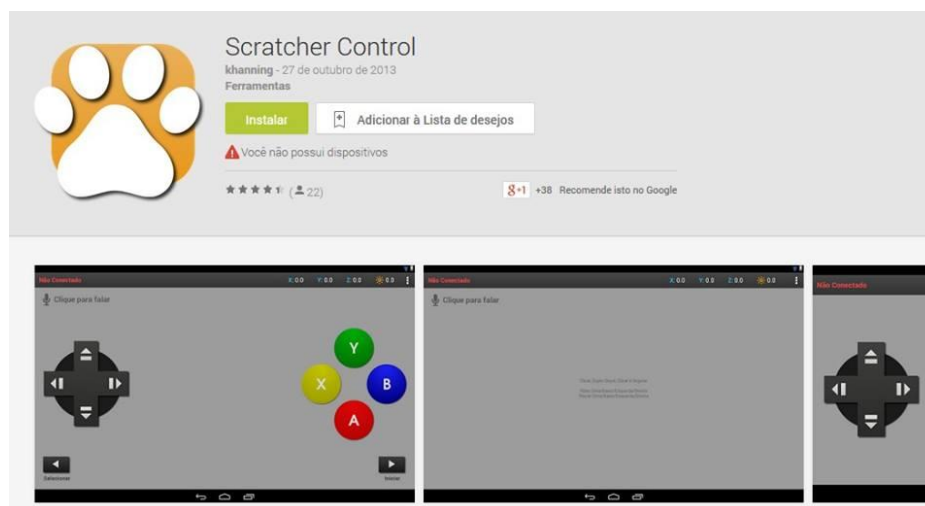 Scratcher Control
khanning - 27 de outubro de 2013
Ferramentas
Instalar
Adicionar à Lista de desejos
Você não possui dispositivos
(22)
g+1 +38 Recomende isto no Google
Não Conectado X: 0.0 Y: 0.0 Z: 0.0 0.0
Clique para falar
Y
X
B
A
Selecionar
Iniciar
Não Conectado X: 0.0 Y: 0.0 Z: 0.0 0.0
Clique para falar
Não Conectado